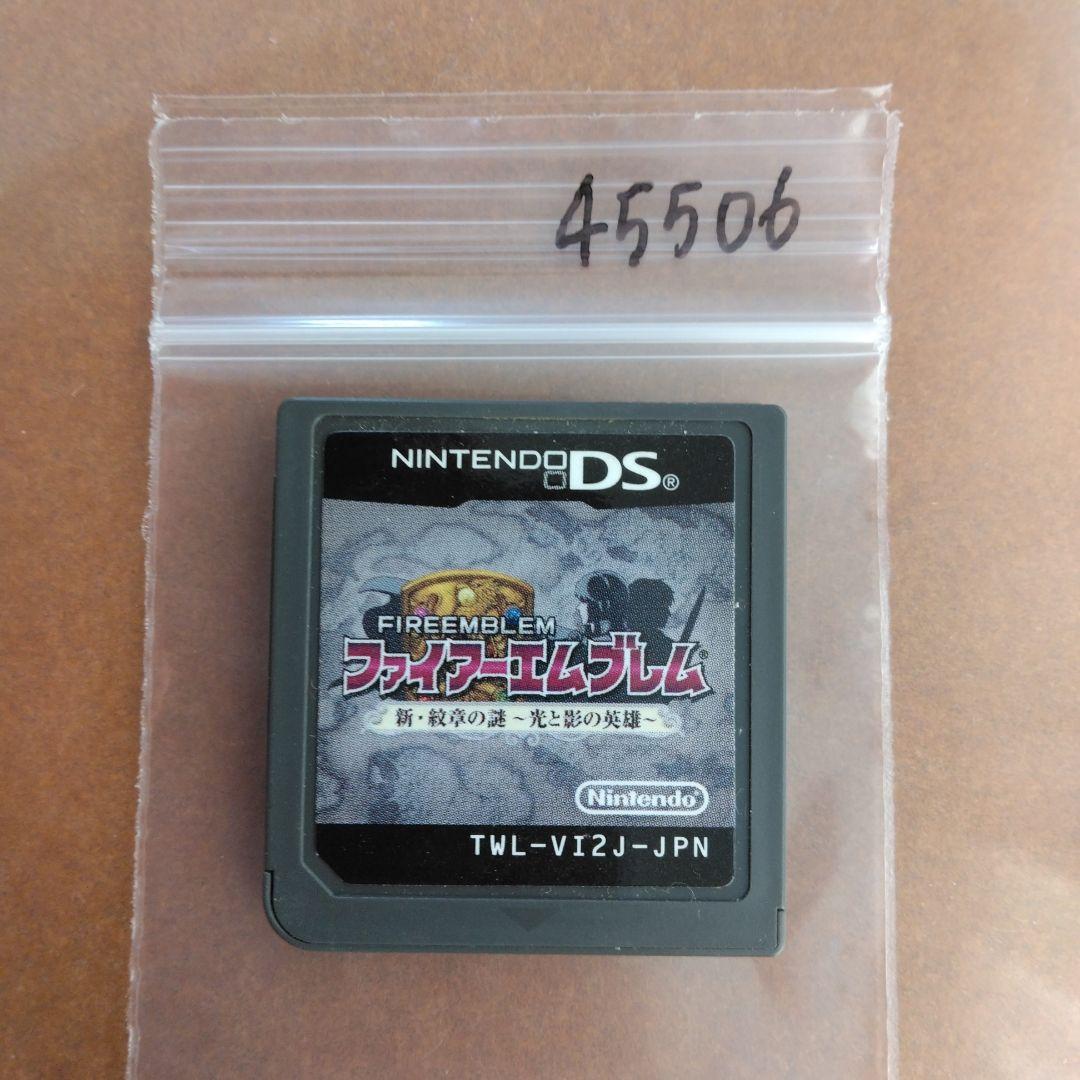 45506
NINTENDO DS®
FIREEMBLEM
ファイアーエムブレム®
新・紋章の謎 ～光と影の英雄～
Nintendo®
TWL-VI2J-JPN